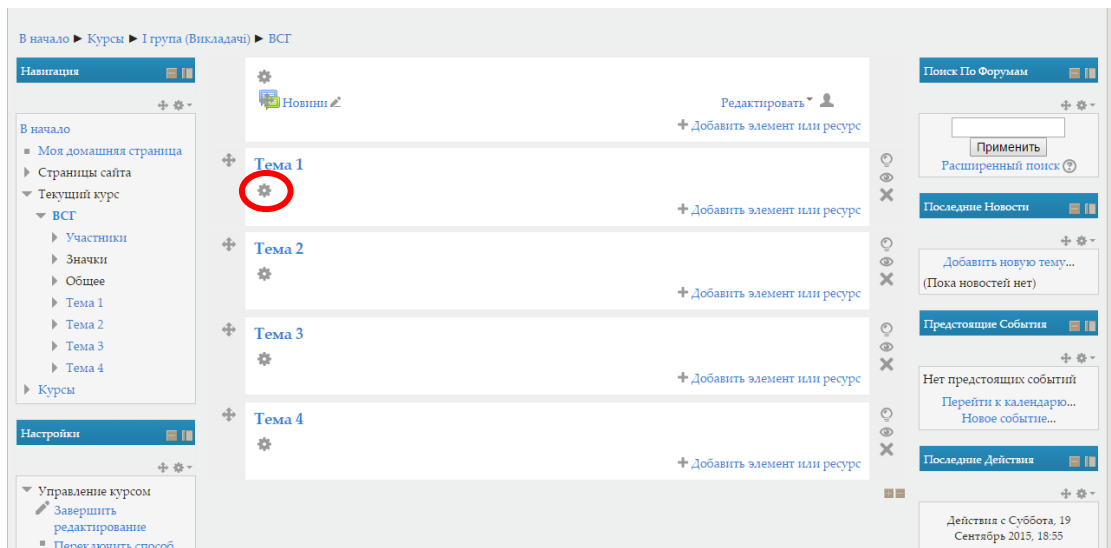 В начало ► Курсы ► І група (Викладачі) ► ВСГ
Навигация
В начало
Моя домашняя страница
Страницы сайта
Текущий курс
ВСГ
Участники
Значки
Общее
Тема 1
Тема 2
Тема 3
Тема 4
Курсы
Настройки
Управление курсом
Завершить
редактирование
Переключить способ
Новини
Редактировать
Добавить элемент или ресурс
Тема 1
Добавить элемент или ресурс
Тема 2
Добавить элемент или ресурс
Тема 3
Добавить элемент или ресурс
Тема 4
Добавить элемент или ресурс
Поиск По Форумам
Применить
Расширенный поиск
Последние Новости
Добавить новую тему...
(Пока новостей нет)
Предстоящие События
Нет предстоящих событий
Перейти к календарю...
Новое событие...
Последние Действия
Действия с Суббота, 19
Сентябрь 2015, 18:55